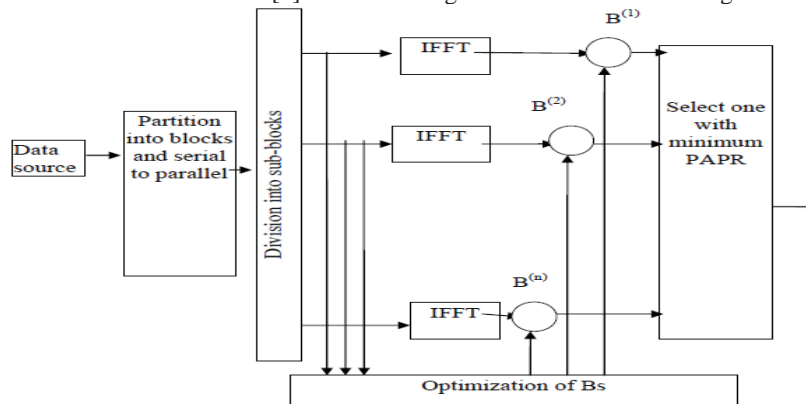 Data
source
Partition
into blocks
and serial
to parallel
Division into sub-blocks
IFFT
B(1)
IFFT
B(2)
IFFT
B(n)
Select one
with
minimum
PAPR
Optimization of Bs